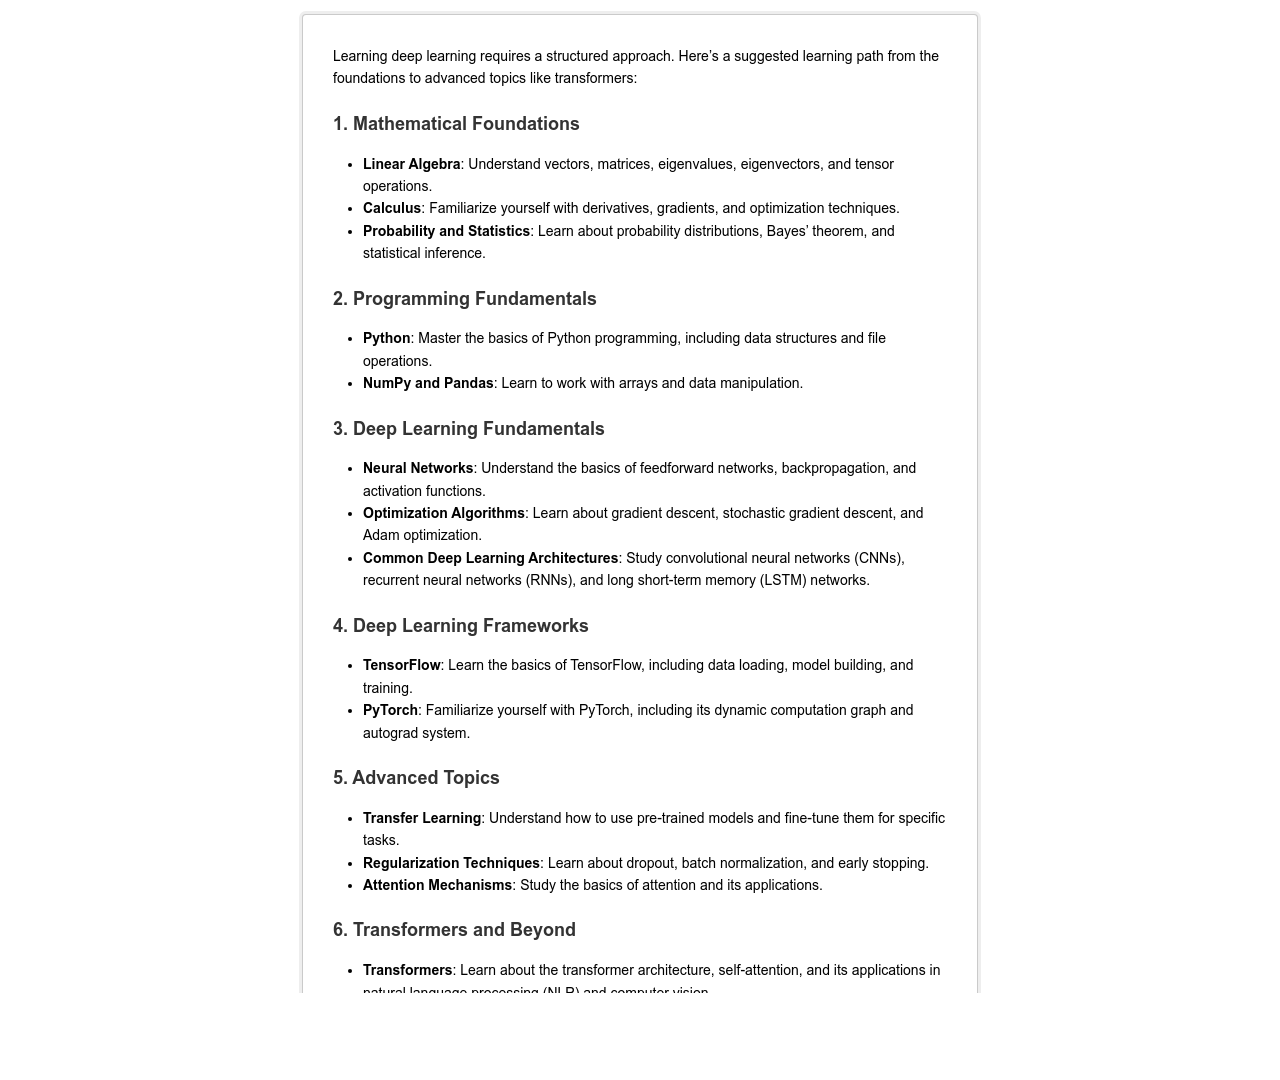 Learning deep learning requires a structured approach. Here’s a suggested learning path from the
foundations to advanced topics like transformers:
1. Mathematical Foundations
• Linear Algebra: Understand vectors, matrices, eigenvalues, eigenvectors, and tensor
operations.
• Calculus: Familiarize yourself with derivatives, gradients, and optimization techniques.
• Probability and Statistics: Learn about probability distributions, Bayes’ theorem, and
statistical inference.
2. Programming Fundamentals
• Python: Master the basics of Python programming, including data structures and file
operations.
• NumPy and Pandas: Learn to work with arrays and data manipulation.
3. Deep Learning Fundamentals
• Neural Networks: Understand the basics of feedforward networks, backpropagation, and
activation functions.
• Optimization Algorithms: Learn about gradient descent, stochastic gradient descent, and
Adam optimization.
• Common Deep Learning Architectures: Study convolutional neural networks (CNNs),
recurrent neural networks (RNNs), and long short-term memory (LSTM) networks.
4. Deep Learning Frameworks
• TensorFlow: Learn the basics of TensorFlow, including data loading, model building, and
training.
• PyTorch: Familiarize yourself with PyTorch, including its dynamic computation graph and
autograd system.
5. Advanced Topics
• Transfer Learning: Understand how to use pre-trained models and fine-tune them for specific
tasks.
• Regularization Techniques: Learn about dropout, batch normalization, and early stopping.
• Attention Mechanisms: Study the basics of attention and its applications.
6. Transformers and Beyond
• Transformers: Learn about the transformer architecture, self-attention, and its applications in
natural language processing (NLP) and computer vision.